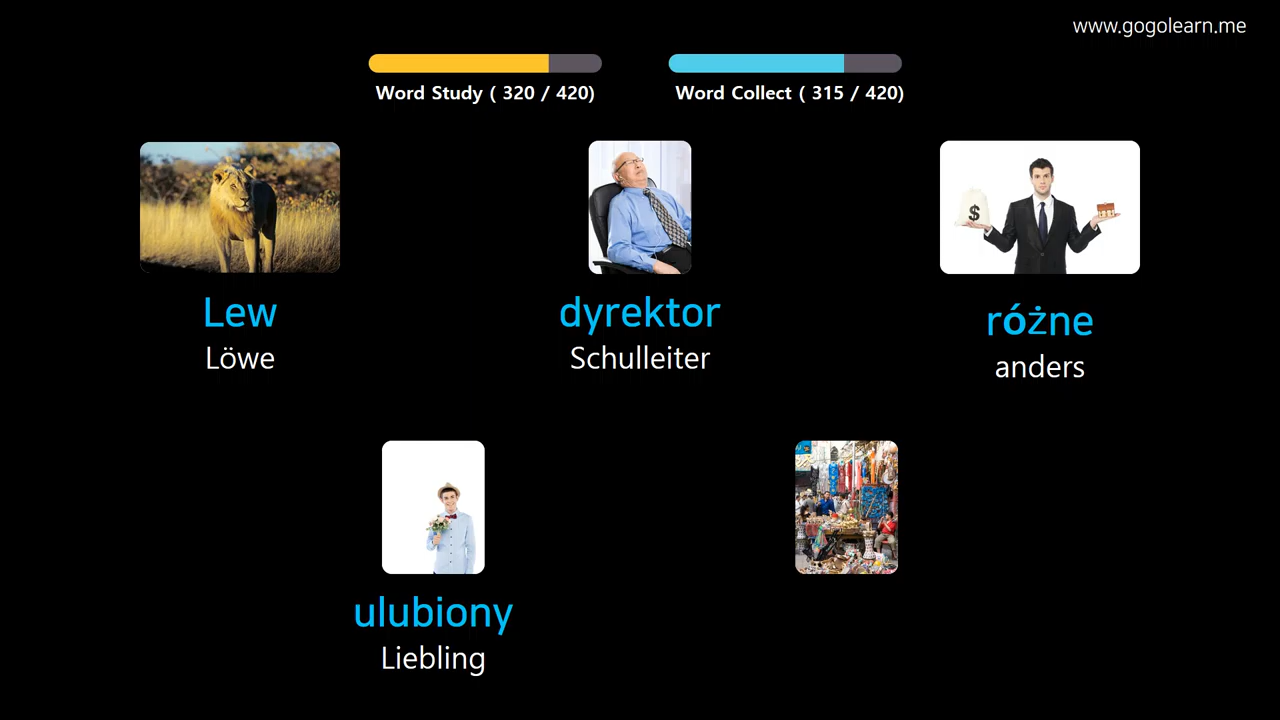 www.gogolearn.me
Word Study ( 320 / 420)
Word Collect ( 315 / 420)
Lew
Löwe
dyrektor
Schulleiter
różne
anders
ulubiony
Liebling